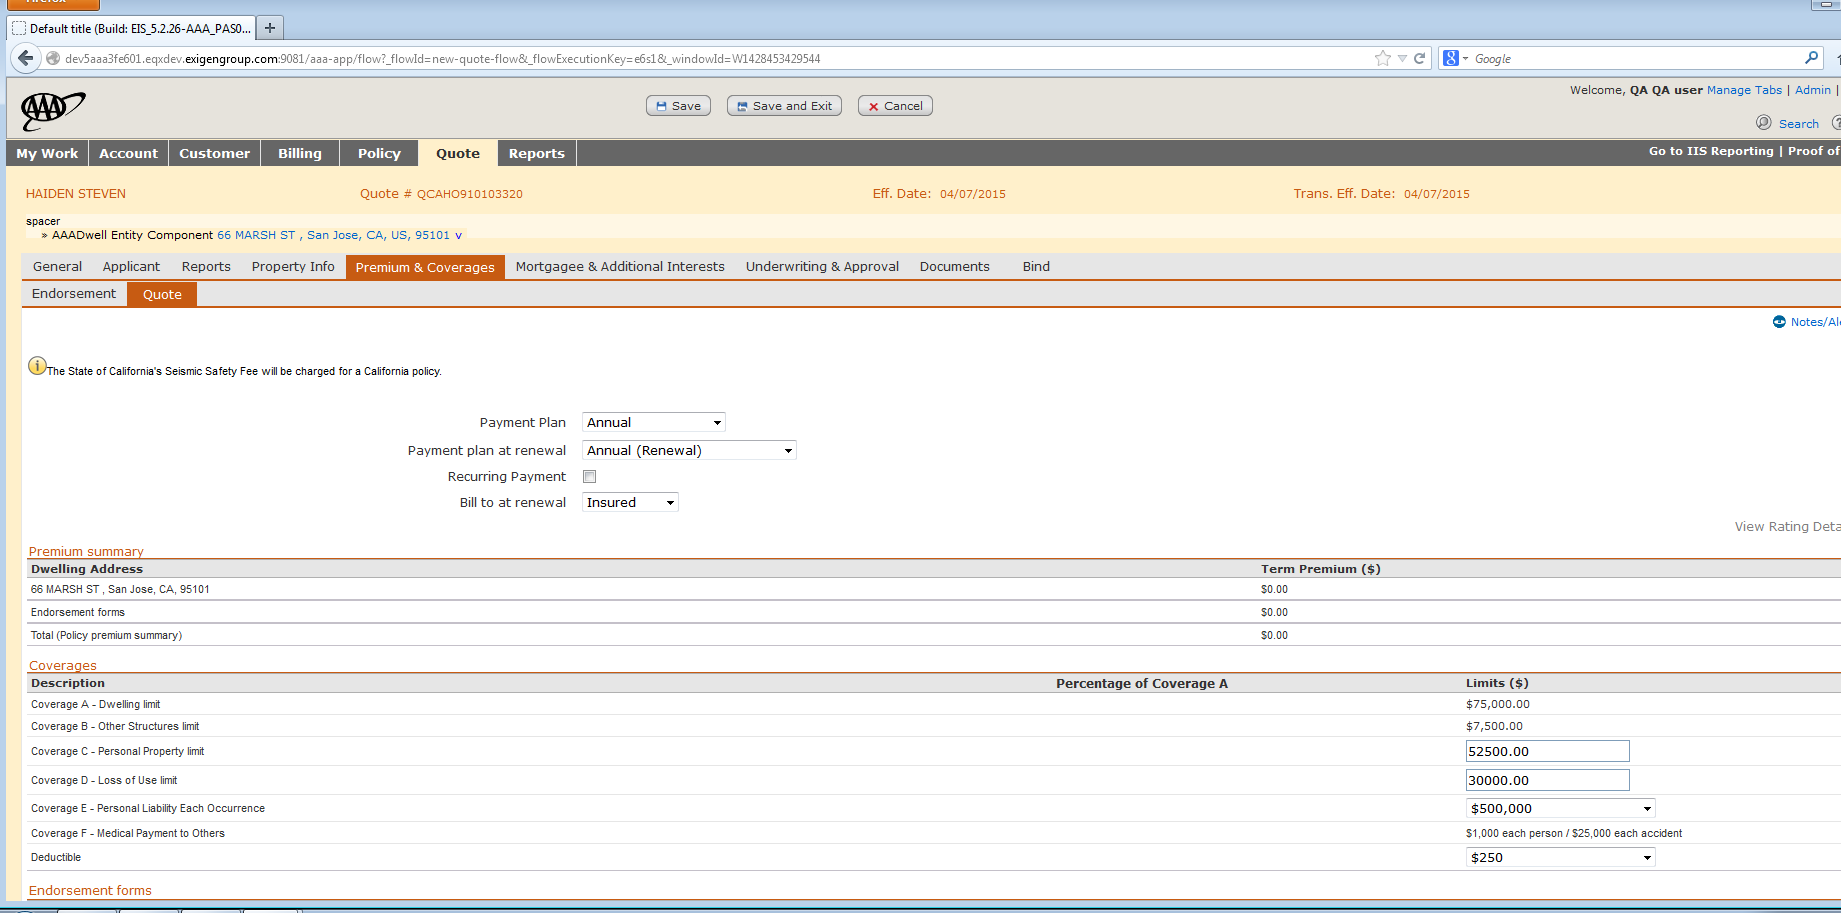 Firefox
Default title (Build: EIS_5.2.26-AAA_PAS0...
dev5aaa3fe601.eqxdev.exigengroup.com:9081/aaa-app/flow?_flowId=new-quote-flow&_flowExecutionKey=e6s1&_windowId=W1428453429544
Google
Welcome, QA QA user Manage Tabs | Admin |
AAA Save Save and Exit Cancel
Search
My Work Account Customer Billing Policy Quote Reports Go to IIS Reporting | Proof of
HAIDEN STEVEN Quote # QCAHO910103320 Eff. Date: 04/07/2015 Trans. Eff. Date: 04/07/2015
spacer
» AAADwell Entity Component 66 MARSH ST , San Jose, CA, US, 95101 v
General Applicant Reports Property Info Premium & Coverages Mortgagee & Additional Interests Underwriting & Approval Documents Bind
Endorsement Quote
Notes/Al
The State of California's Seismic Safety Fee will be charged for a California policy.
Payment Plan Annual
Payment plan at renewal Annual (Renewal)
Recurring Payment
Bill to at renewal Insured
View Rating Deta
Premium summary
Dwelling Address Term Premium ($)
66 MARSH ST , San Jose, CA, 95101 $0.00
Endorsement forms $0.00
Total (Policy premium summary) $0.00
Coverages
Description Percentage of Coverage A Limits ($)
Coverage A - Dwelling limit $75,000.00
Coverage B - Other Structures limit $7,500.00
Coverage C - Personal Property limit 52500.00
Coverage D - Loss of Use limit 30000.00
Coverage E - Personal Liability Each Occurrence $500,000
Coverage F - Medical Payment to Others $1,000 each person / $25,000 each accident
Deductible $250
Endorsement forms